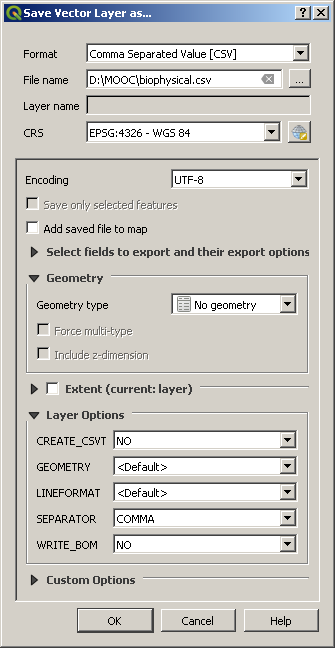 Save Vector Layer as...
Format Comma Separated Value [CSV]
File name D:\MOOC\biophysical.csv ...
Layer name
CRS EPSG:4326 - WGS 84
Encoding UTF-8
Save only selected features
Add saved file to map
Select fields to export and their export options
Geometry
Geometry type No geometry
Force multi-type
Include z-dimension
Extent (current: layer)
Layer Options
CREATE_CSVT NO
GEOMETRY <Default>
LINEFORMAT <Default>
SEPARATOR COMMA
WRITE_BOM NO
Custom Options
OK Cancel Help